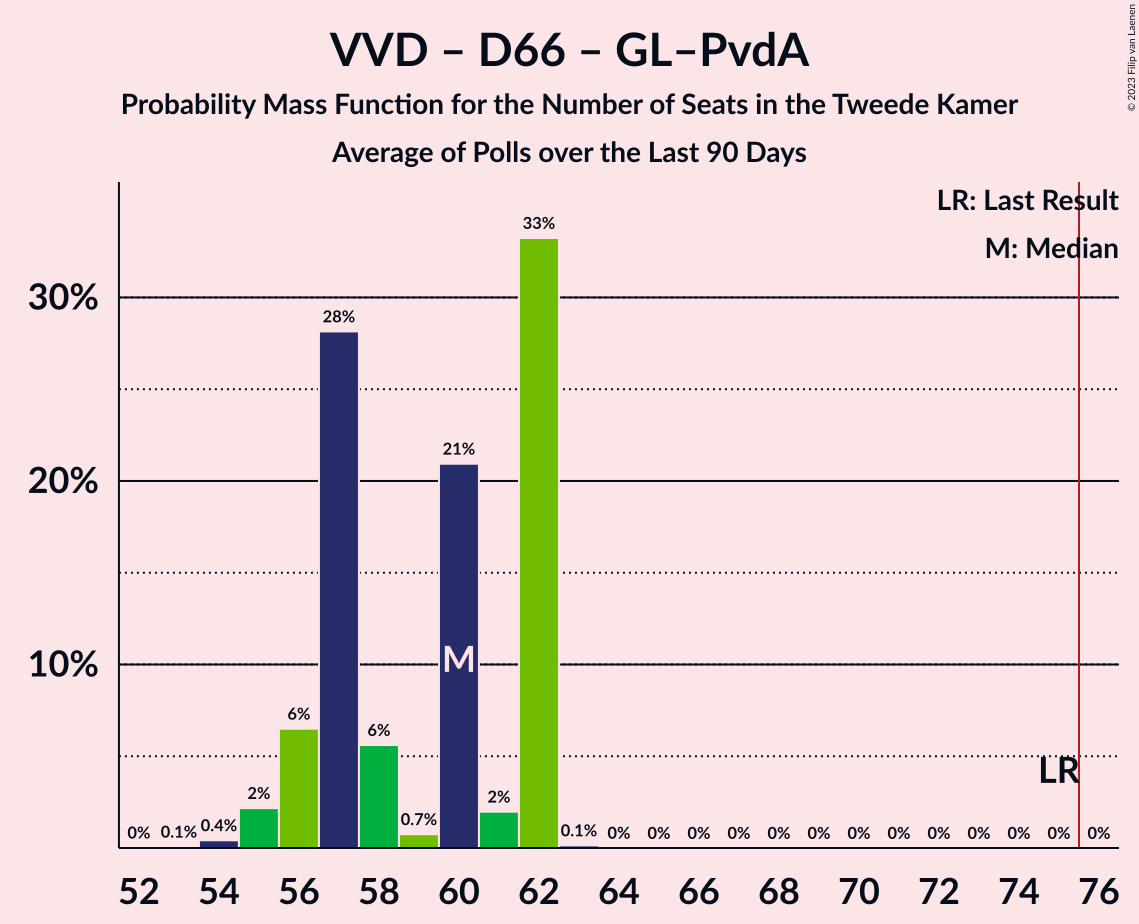 VVD – D66 – GL–PvdA
Probability Mass Function for the Number of Seats in the Tweede Kamer
Average of Polls over the Last 90 Days
© 2023 Filip van Laenen
LR: Last Result
M: Median
30%
20%
10%
0% 0.1% 0.4% 2% 6% 28% 6% 0.7% 21% 2% 33% 0.1% 0% 0% 0% 0% 0% 0% 0% 0% 0% 0% 0% 0% 0%
M
LR
52 54 56 58 60 62 64 66 68 70 72 74 76